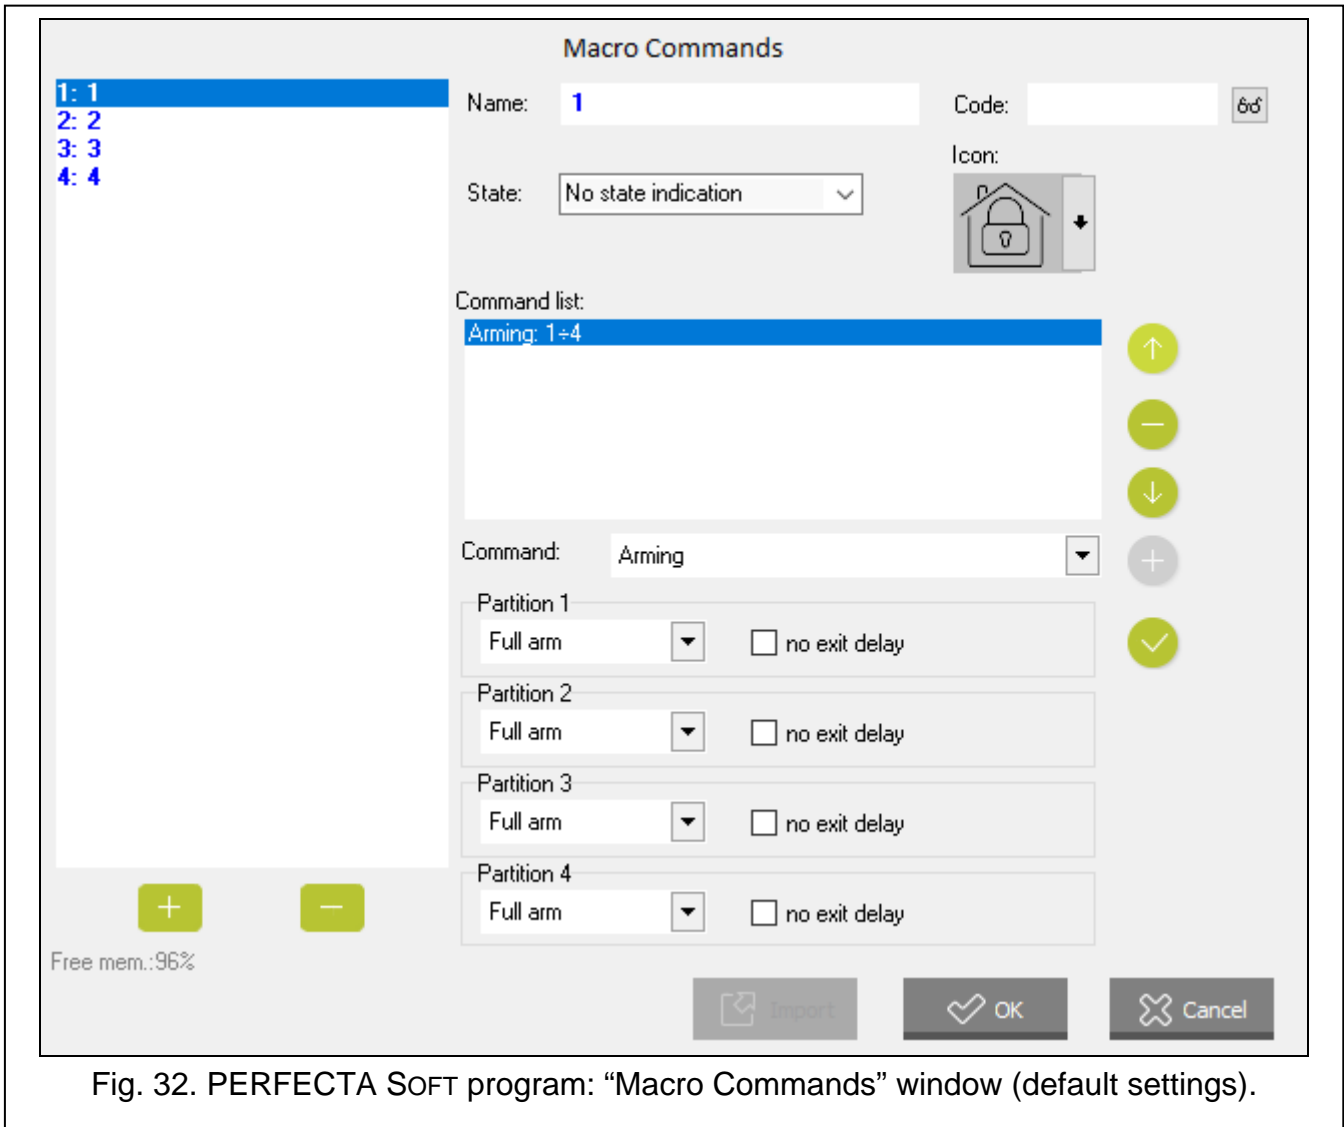 Macro Commands
1: 1
2: 2
3: 3
4: 4
Name: 1
Code:
Icon:
State: No state indication
Command list:
Arming: 1÷4
Command: Arming
Partition 1
Full arm no exit delay
Partition 2
Full arm no exit delay
Partition 3
Full arm no exit delay
Partition 4
Full arm no exit delay
Free mem.:96%
Import OK Cancel
Fig. 32. PERFECTA SOFT program: “Macro Commands” window (default settings).